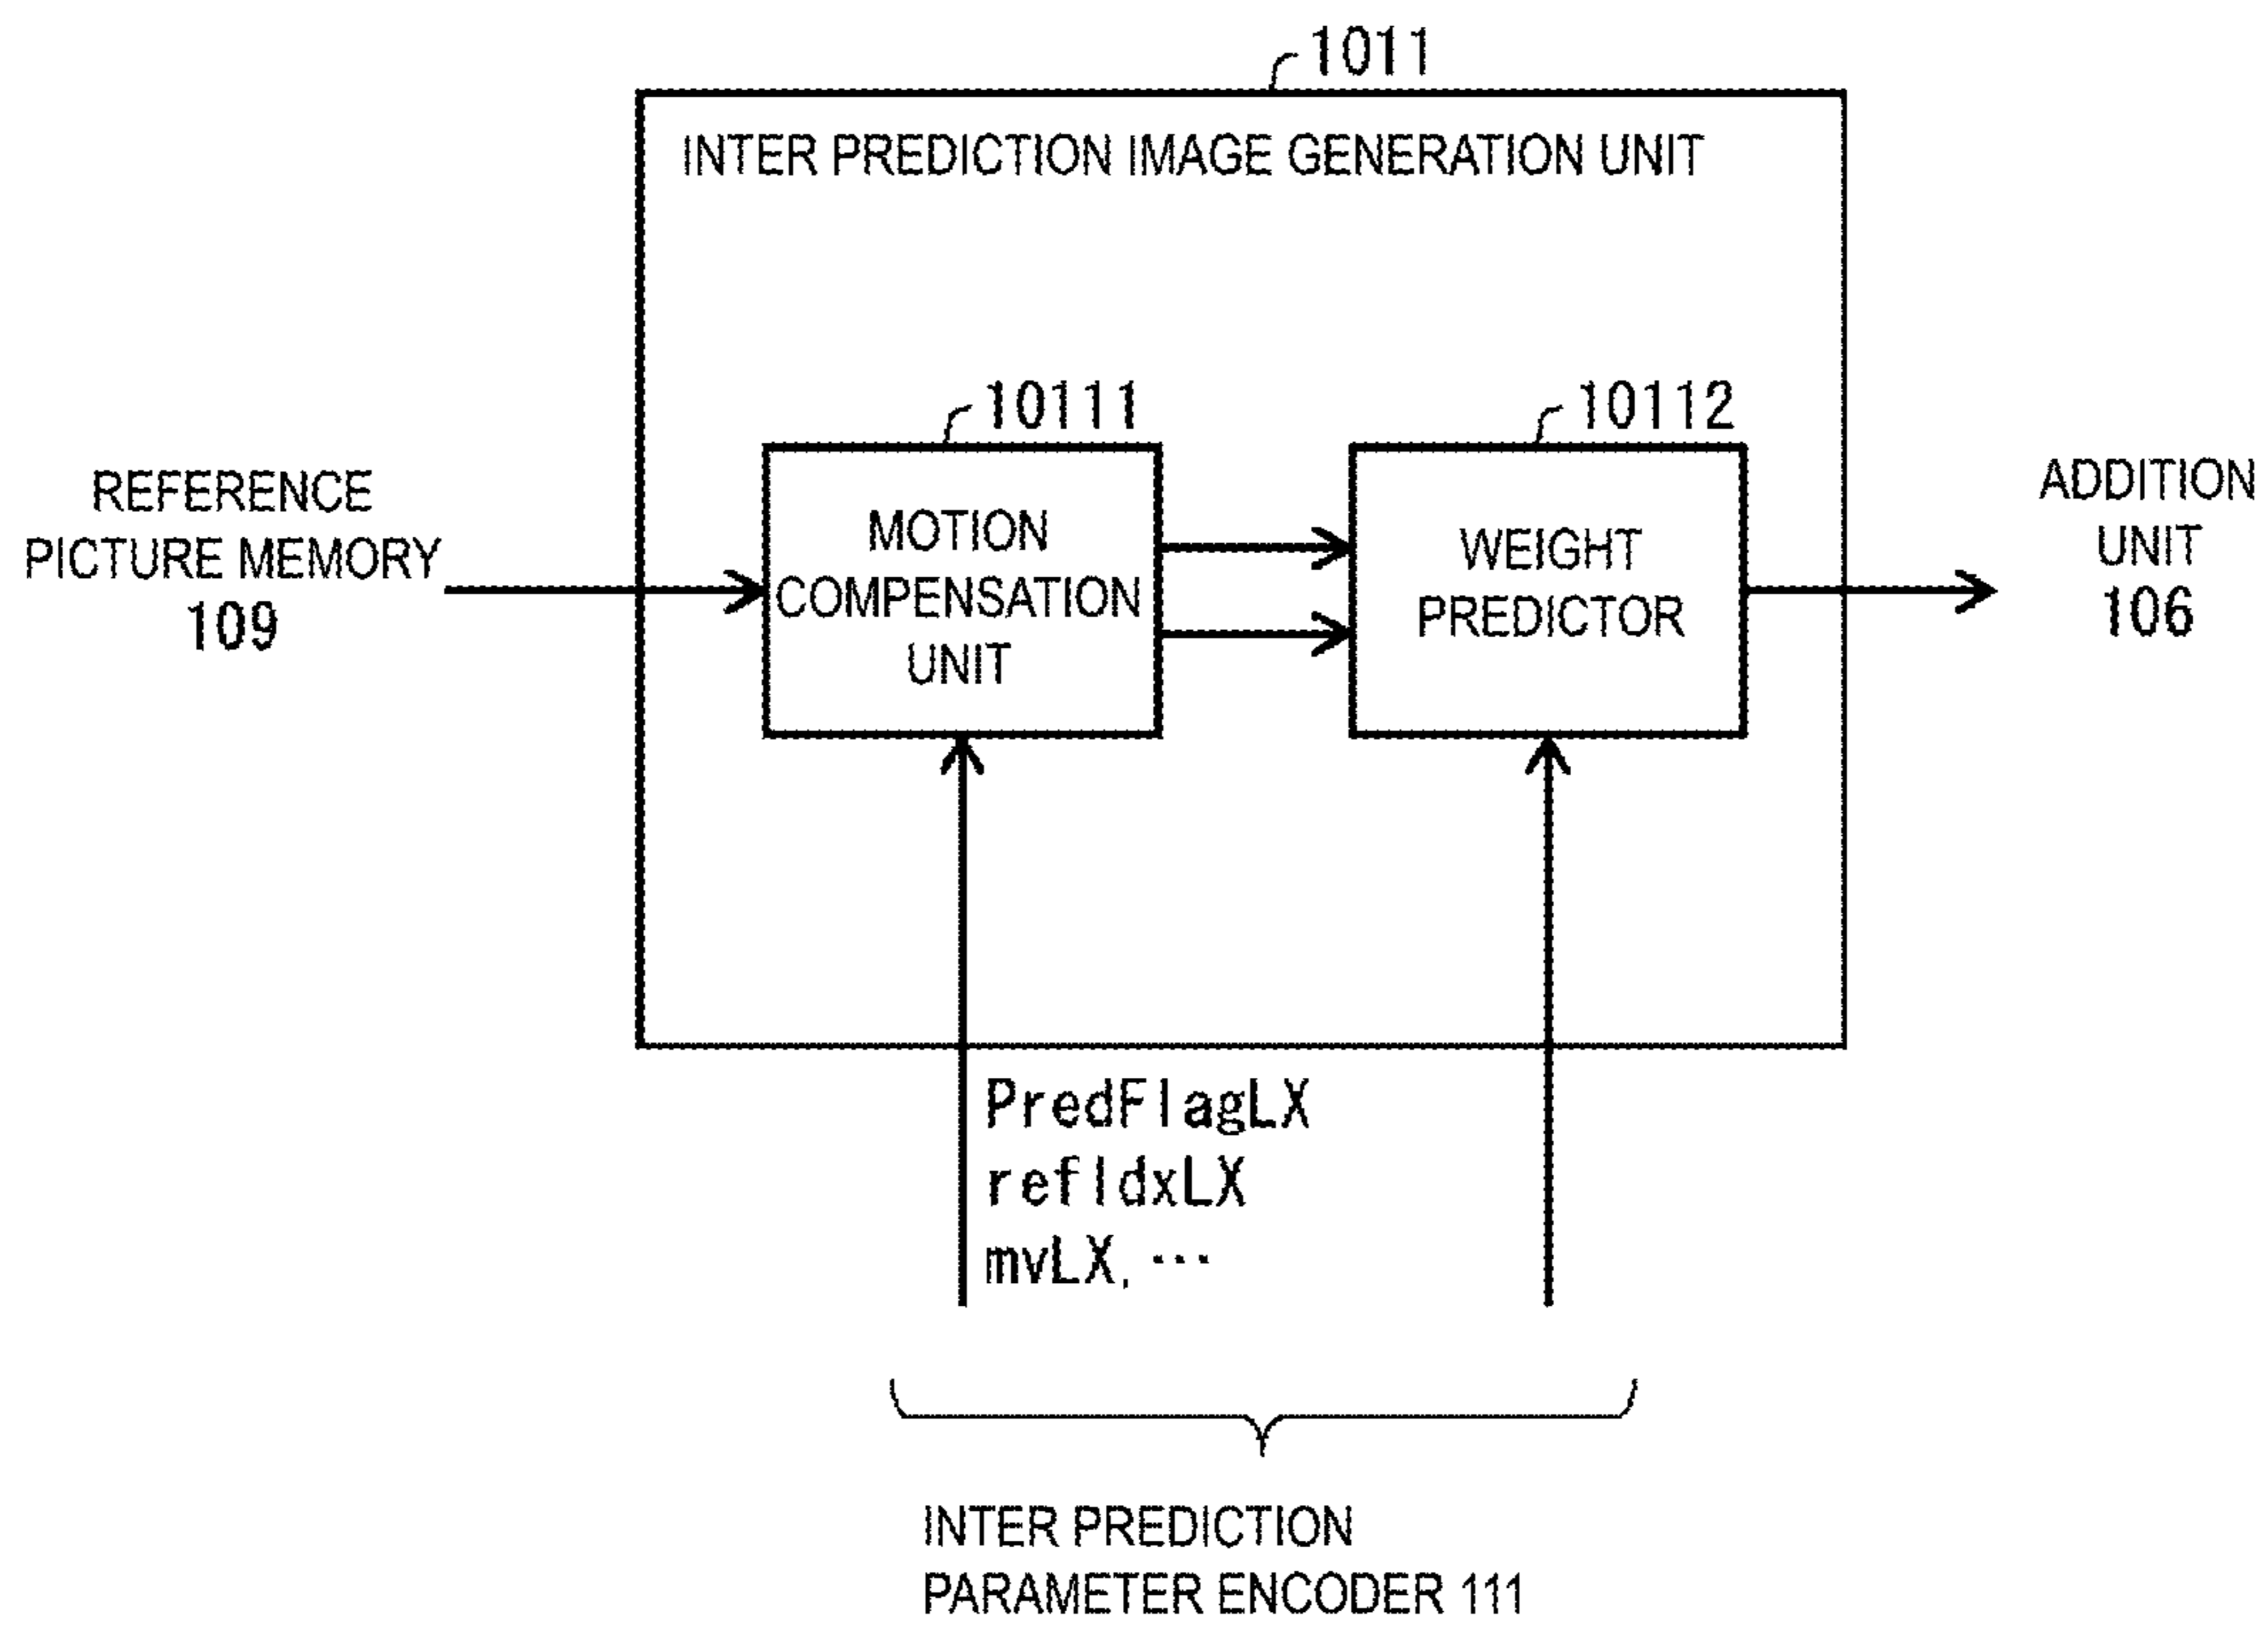 1011
INTER PREDICTION IMAGE GENERATION UNIT
10111
10112
REFERENCE
PICTURE MEMORY
109
MOTION
COMPENSATION
UNIT
WEIGHT
PREDICTOR
ADDITION
UNIT
106
PredFlagLX
refIdxLX
mvLX, ···
INTER PREDICTION
PARAMETER ENCODER 111